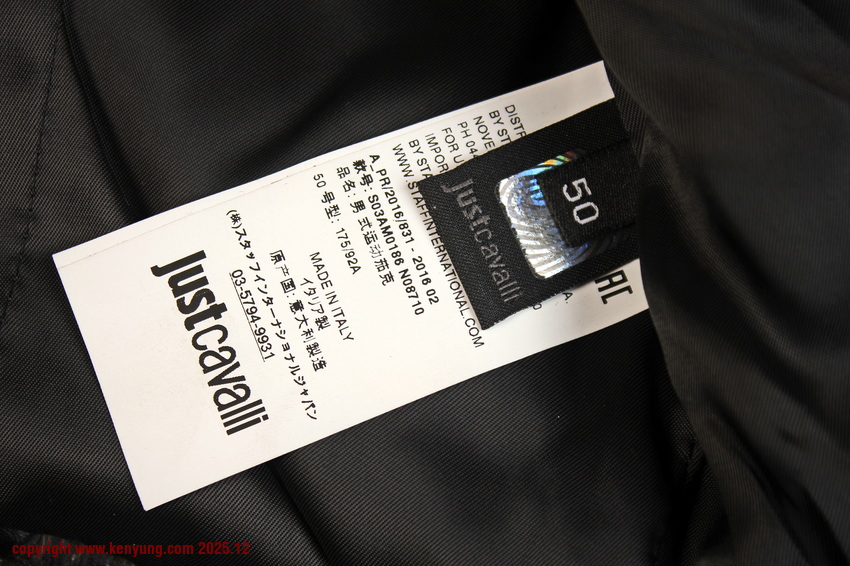 DISTR
BY ST
NOVE
PH 044
FOR U
IMPOR
BY STA
WWW.STAFFINTERNATIONAL.COM
A. PR/2016/831 - 2016 02
款号: S03AM0186 N08710
品名: 男式运动茄克
50 号型: 175/92A
MADE IN ITALY
イタリア製
原产国: 意大利製造
(株)スタッフインターナショナルジャパン
03-5794-9931
justcavalli
justcavalli
50
EAC
copyright www.kenyung.com 2025.12